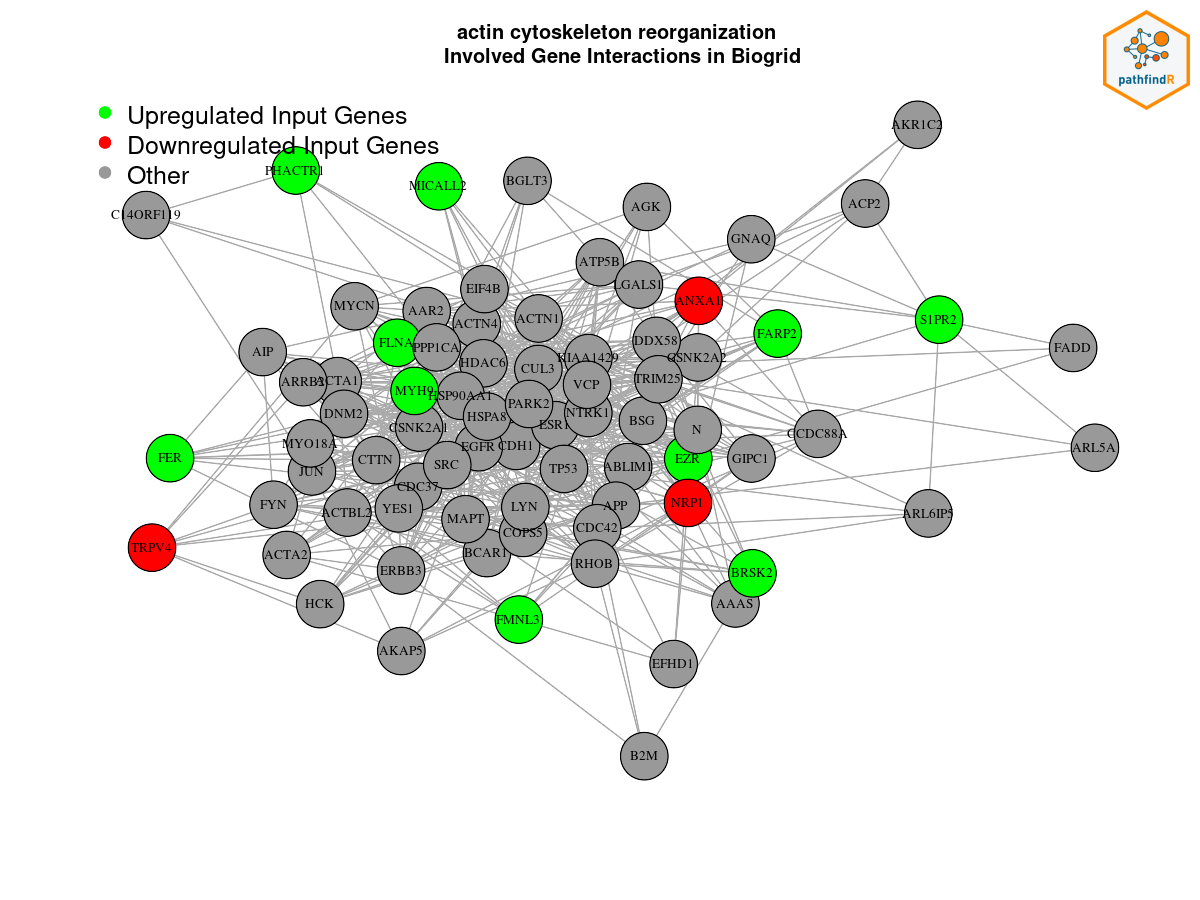 actin cytoskeleton reorganization
Involved Gene Interactions in Biogrid
pathfindR
Upregulated Input Genes
Downregulated Input Genes
Other
AKR1C2
PHACTR1
MICALL2
BGLT3
C14ORF119
AGK
ACP2
GNAQ
ATP5B
LGALS1
EIF4B
ANXA1
MYCN
AAR2
ACTN4
ACTN1
S1PR2
FARP2
FLNA
PPP1CA
DDX58
FADD
AIP
HDAC6
KIAA1429
CSNK2A2
CUL3
ARRB2
ACTA1
TRIM25
VCP
MYH9
HSP90AA1
PARK2
DNM2
HSPA8
NTRK1
BSG
CSNK2A1
ESR1
N
CCDC88A
MYO18A
EGFR
CDH1
ARL5A
FER
CTTN
SRC
TP53
ABLIM1
EZR
GIPC1
JUN
CDC37
FYN
ACTBL2
YES1
MAPT
LYN
APP
NRP1
ARL6IP5
CDC42
COPS5
TRPV4
ACTA2
BCAR1
RHOB
ERBB3
BRSK2
HCK
AAAS
FMNL3
AKAP5
EFHD1
B2M